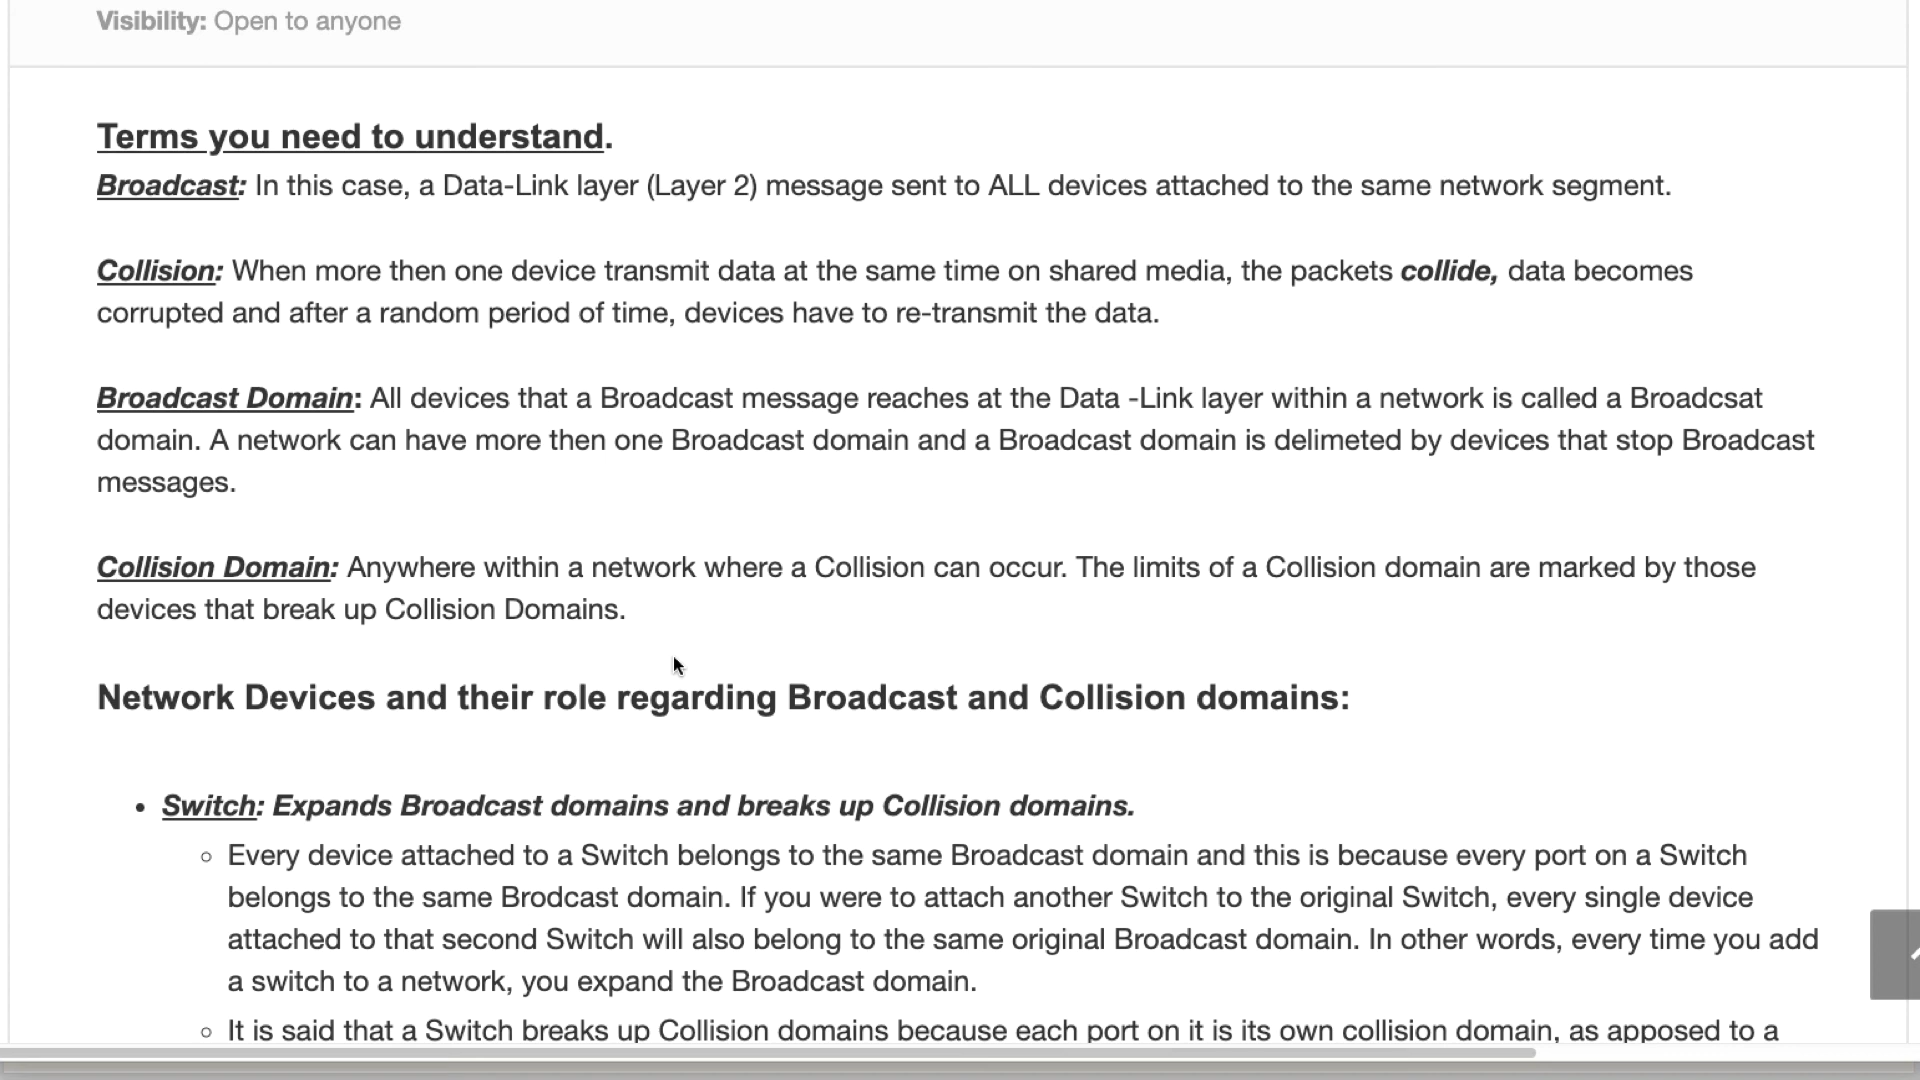 Visibility: Open to anyone
Terms you need to understand.
Broadcast: In this case, a Data-Link layer (Layer 2) message sent to ALL devices attached to the same network segment.
Collision: When more then one device transmit data at the same time on shared media, the packets collide, data becomes
corrupted and after a random period of time, devices have to re-transmit the data.
Broadcast Domain: All devices that a Broadcast message reaches at the Data -Link layer within a network is called a Broadcsat
domain. A network can have more then one Broadcast domain and a Broadcast domain is delimeted by devices that stop Broadcast
messages.
Collision Domain: Anywhere within a network where a Collision can occur. The limits of a Collision domain are marked by those
devices that break up Collision Domains.
Network Devices and their role regarding Broadcast and Collision domains:
• Switch: Expands Broadcast domains and breaks up Collision domains.
◦ Every device attached to a Switch belongs to the same Broadcast domain and this is because every port on a Switch
belongs to the same Brodcast domain. If you were to attach another Switch to the original Switch, every single device
attached to that second Switch will also belong to the same original Broadcast domain. In other words, every time you add
a switch to a network, you expand the Broadcast domain.
◦ It is said that a Switch breaks up Collision domains because each port on it is its own collision domain, as apposed to a